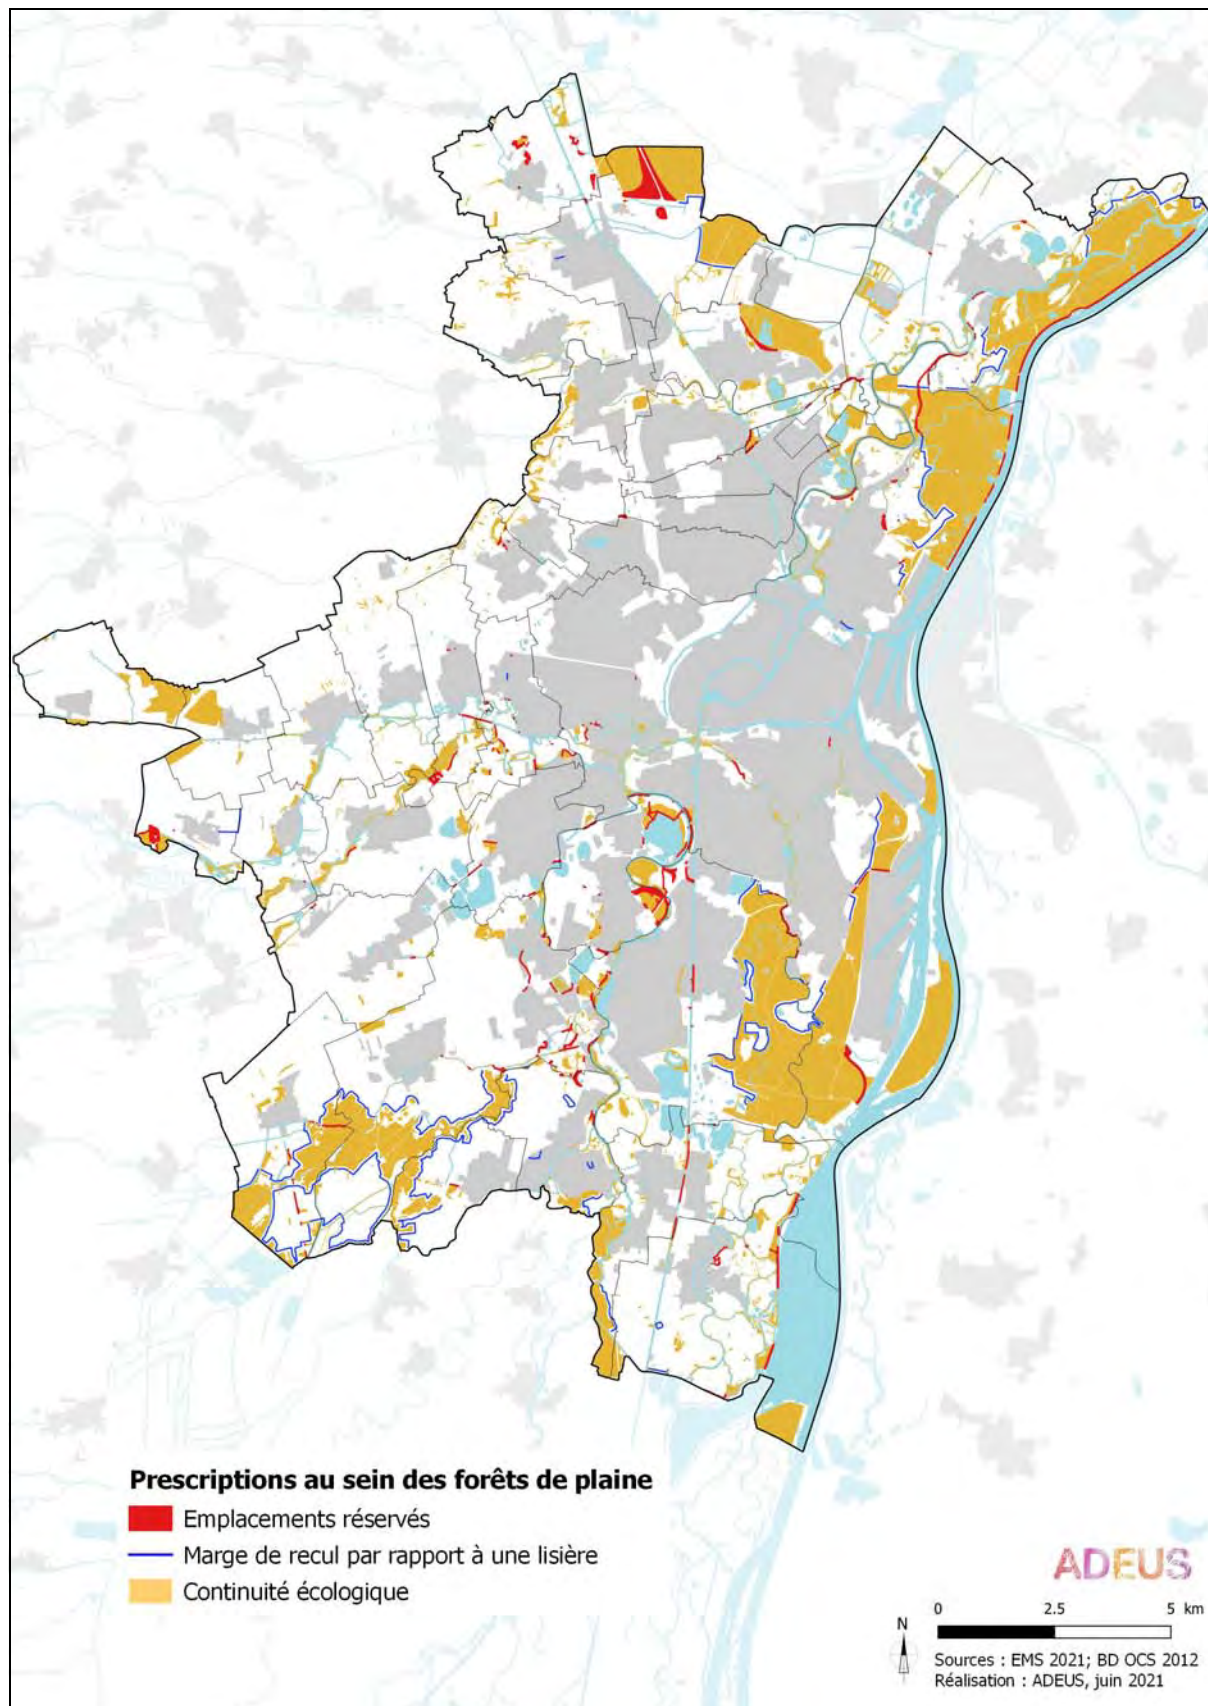 Prescriptions au sein des forêts de plaine
Emplacements réservés
Marge de recul par rapport à une lisière
Continuité écologique
ADEUS
N
0 2.5 5 km
Sources : EMS 2021; BD OCS 2012
Réalisation : ADEUS, juin 2021